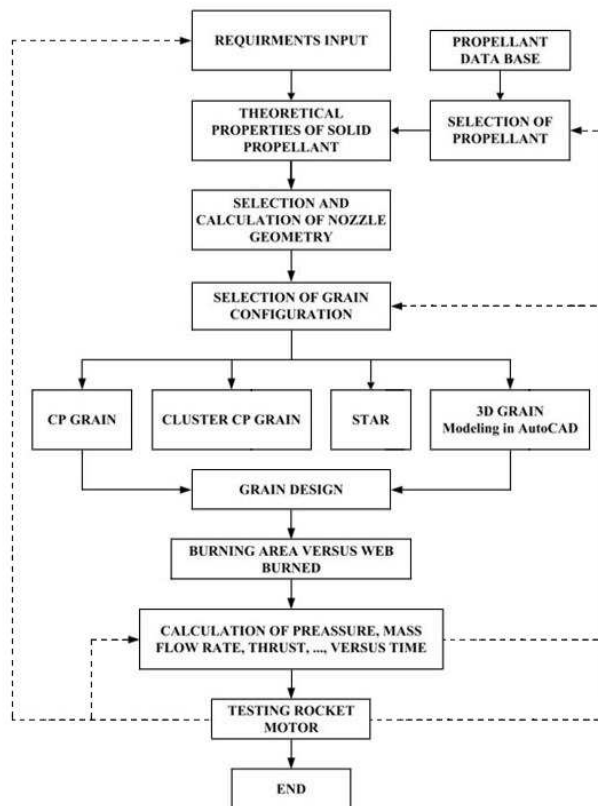 REQUIRMENTS INPUT
PROPELLANT
DATA BASE
THEORETICAL
PROPERTIES OF SOLID
PROPELLANT
SELECTION OF
PROPELLANT
SELECTION AND
CALCULATION OF NOZZLE
GEOMETRY
SELECTION OF GRAIN
CONFIGURATION
CP GRAIN
CLUSTER CP GRAIN
STAR
3D GRAIN
Modeling in AutoCAD
GRAIN DESIGN
BURNING AREA VERSUS WEB
BURNED
CALCULATION OF PREASSURE, MASS
FLOW RATE, THRUST, ..., VERSUS TIME
TESTING ROCKET
MOTOR
END